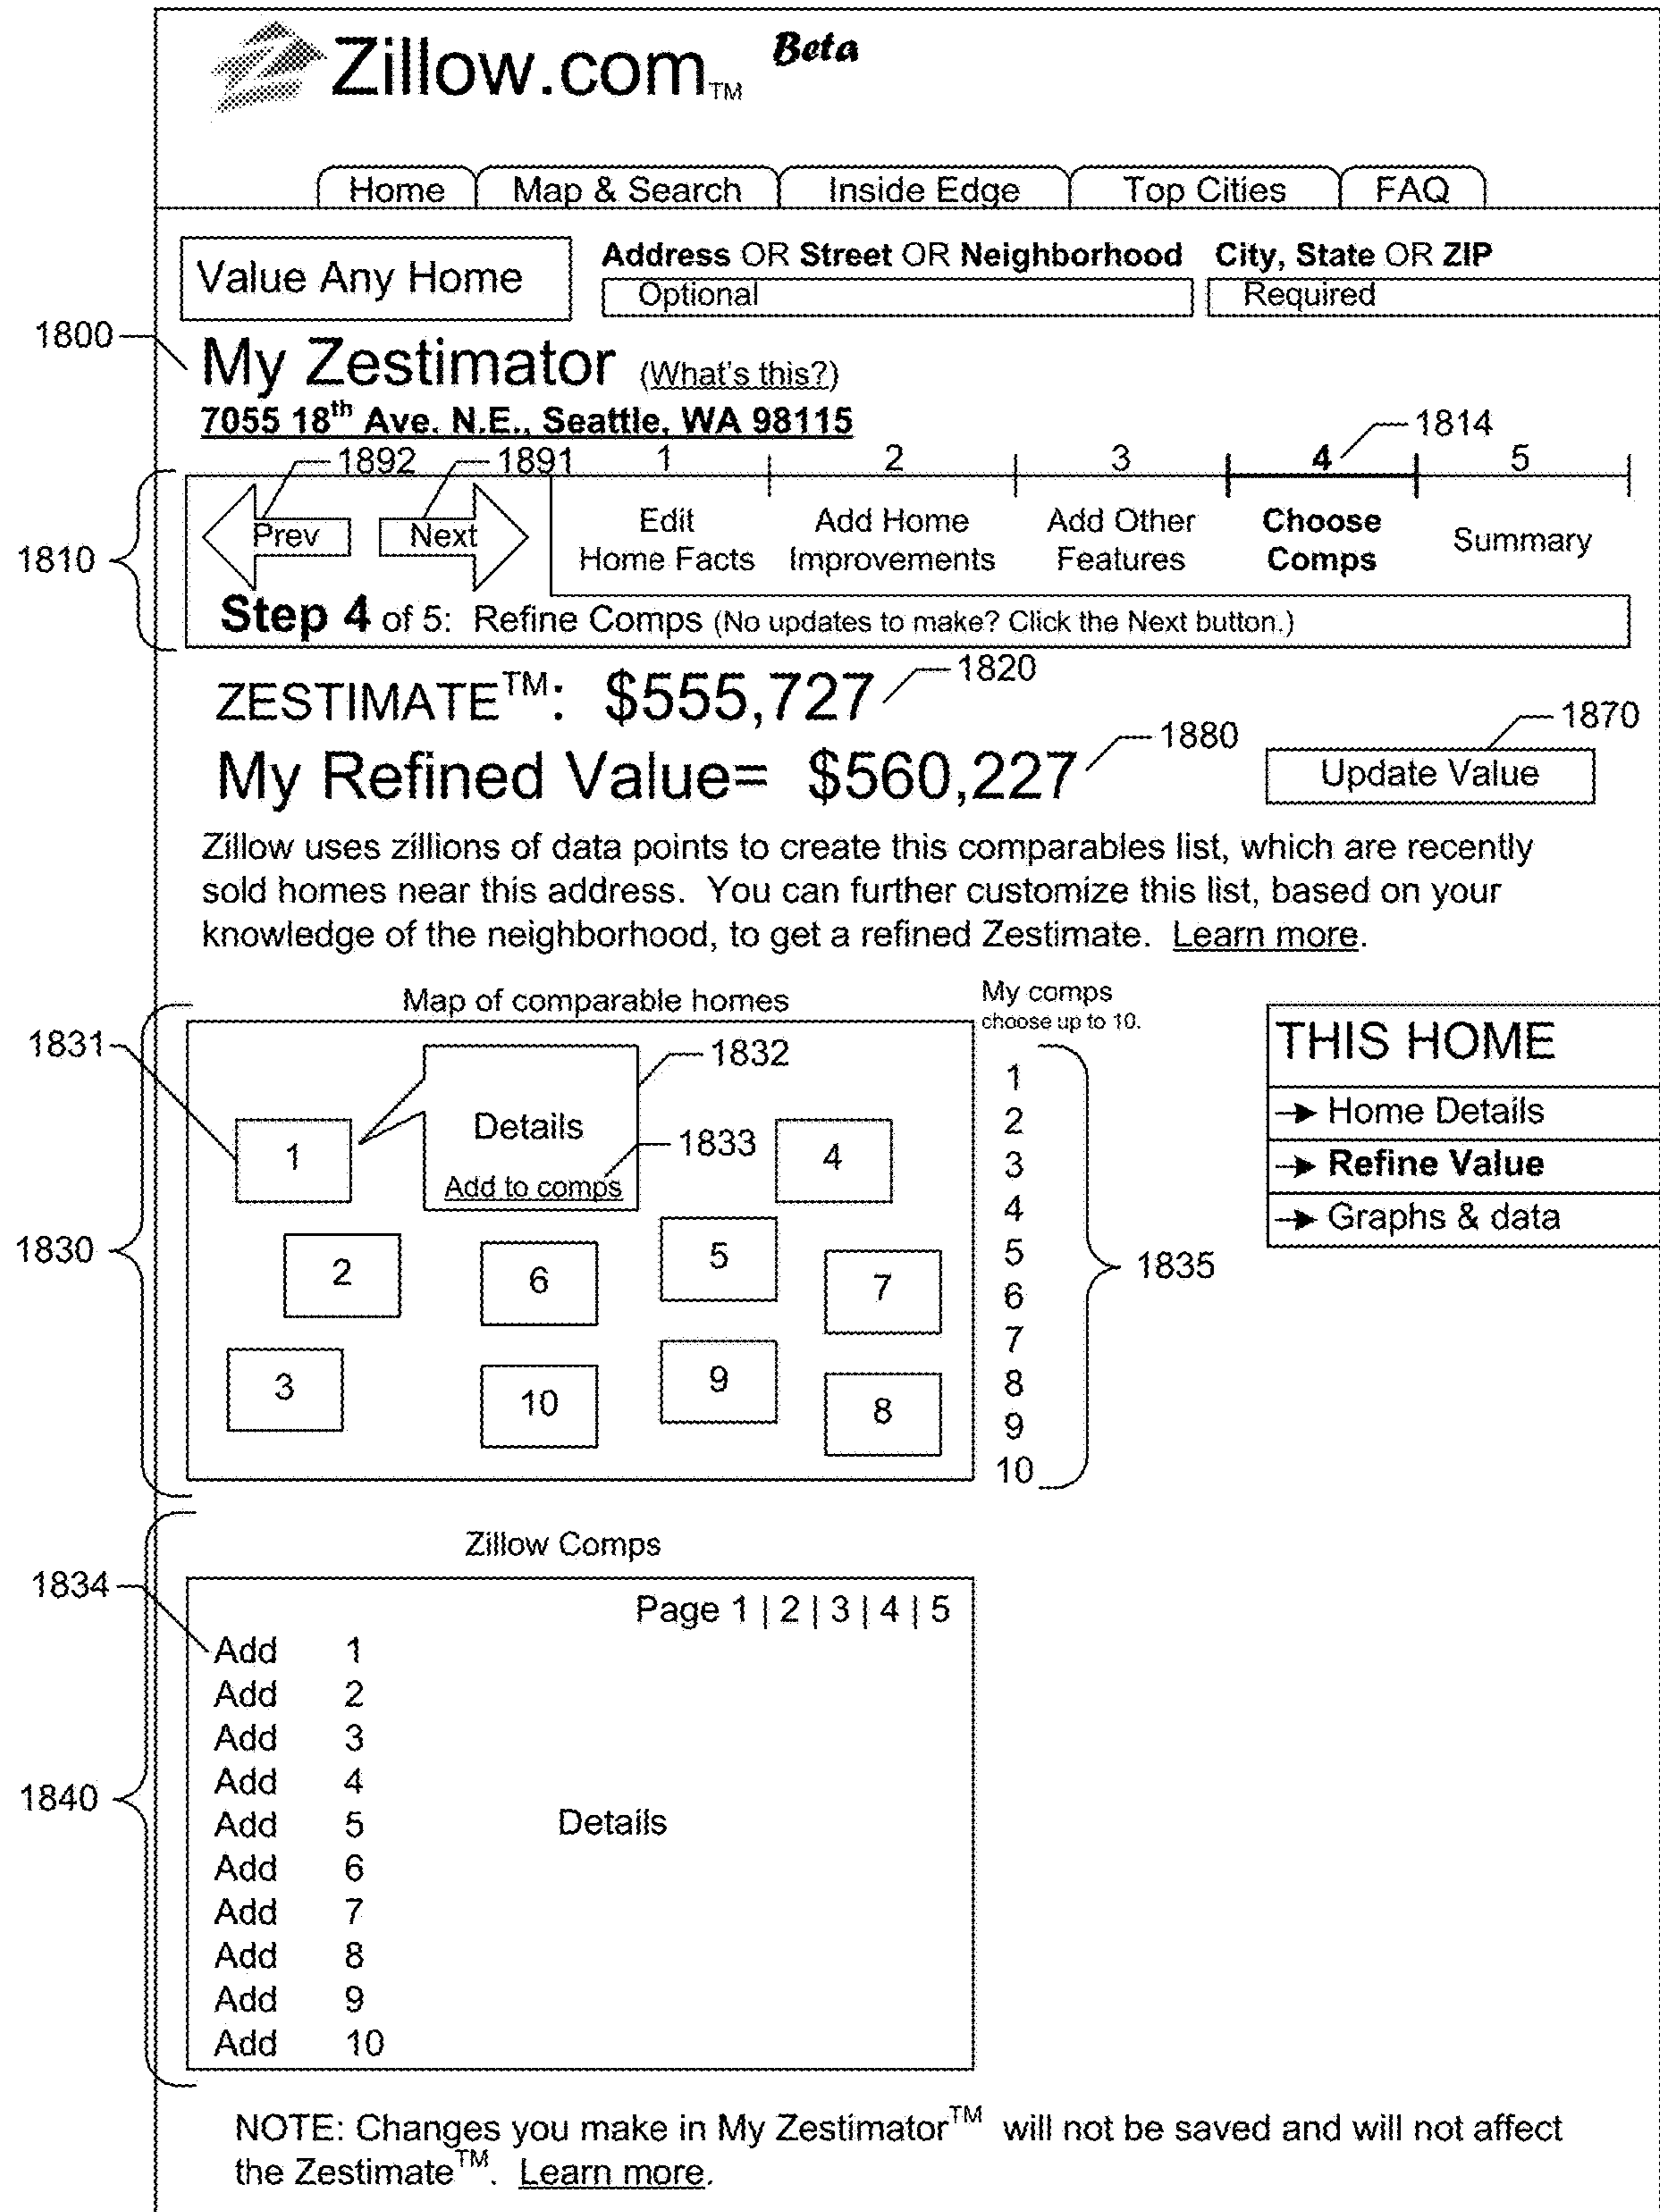 Zillow.com™ Beta
Home Map & Search Inside Edge Top Cities FAQ
Value Any Home
Address OR Street OR Neighborhood City, State OR ZIP
Optional Required
1800
My Zestimator (What's this?)
7055 18th Ave. N.E., Seattle, WA 98115
1814
1892 1891 1 2 3 4 5
Prev Next
Edit Home Facts
Add Home Improvements
Add Other Features
Choose Comps
Summary
1810
Step 4 of 5: Refine Comps (No updates to make? Click the Next button.)
ZESTIMATE™: $555,727 1820
My Refined Value= $560,227 1880
1870
Update Value
Zillow uses zillions of data points to create this comparables list, which are recently
sold homes near this address. You can further customize this list, based on your
knowledge of the neighborhood, to get a refined Zestimate. Learn more.
Map of comparable homes
1831
1832
1
Details
1833
Add to comps
4
1830
2
6
5
7
3
10
9
8
My comps
choose up to 10.
1
2
3
4
5
6
7
8
9
10
1835
THIS HOME
Home Details
Refine Value
Graphs & data
Zillow Comps
1834
Page 1 | 2 | 3 | 4 | 5
Add 1
Add 2
Add 3
Add 4
1840
Add 5
Details
Add 6
Add 7
Add 8
Add 9
Add 10
NOTE: Changes you make in My Zestimator™ will not be saved and will not affect
the Zestimate™. Learn more.